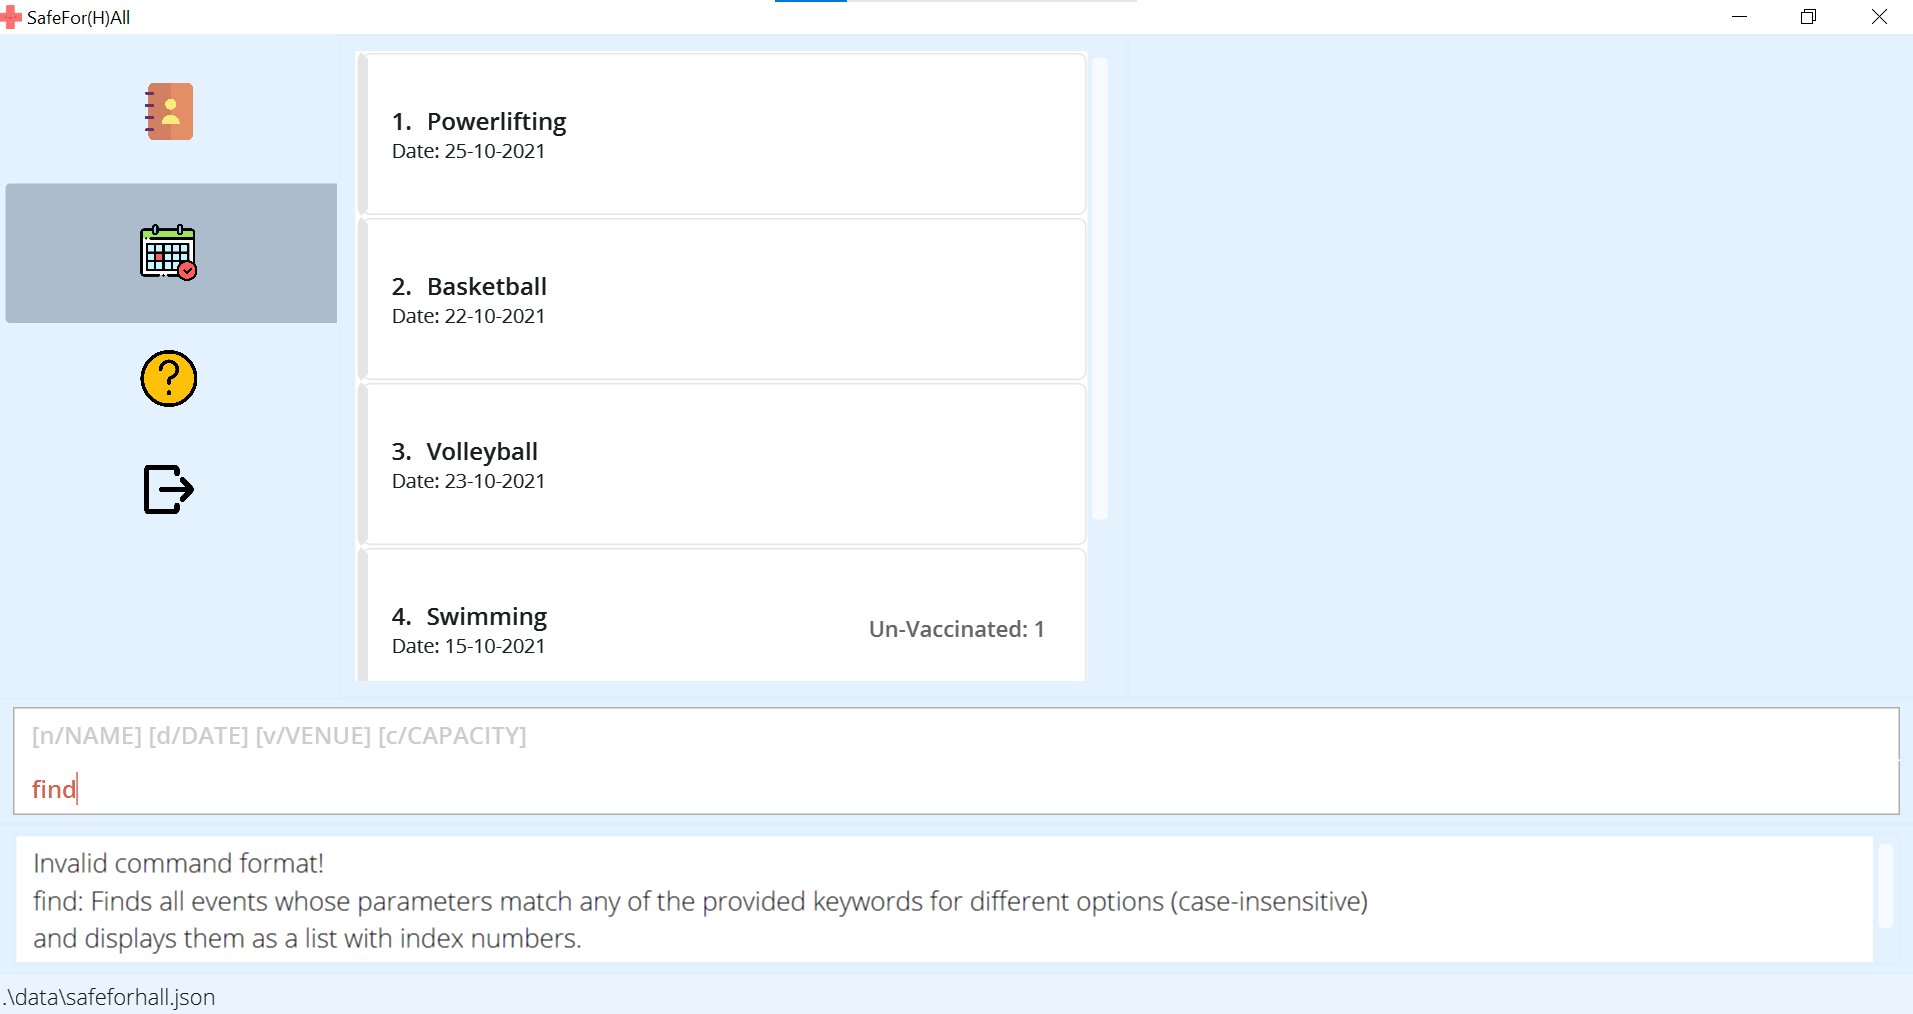 SafeFor(H)All
1. Powerlifting
Date: 25-10-2021
2. Basketball
Date: 22-10-2021
3. Volleyball
Date: 23-10-2021
4. Swimming
Date: 15-10-2021
Un-Vaccinated: 1
[n/NAME] [d/DATE] [v/VENUE] [c/CAPACITY]
find
Invalid command format!
find: Finds all events whose parameters match any of the provided keywords for different options (case-insensitive)
and displays them as a list with index numbers.
.\data\safeforhall.json